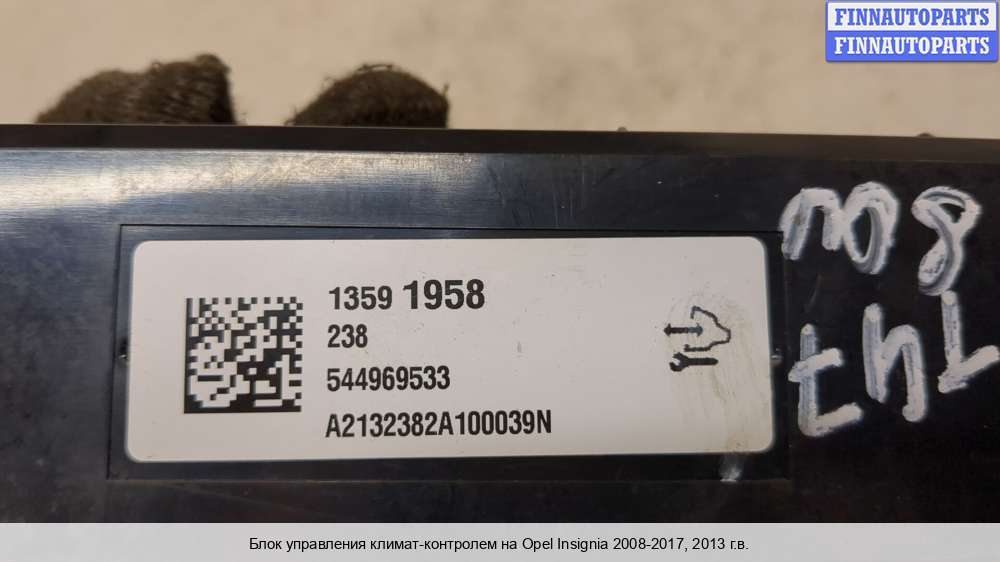 FINNAUTOPARTS
FINNAUTOPARTS
1359 1958
238
544969533
A2132382A100039N
Блок управления климат-контролем на Opel Insignia 2008-2017, 2013 г.в.